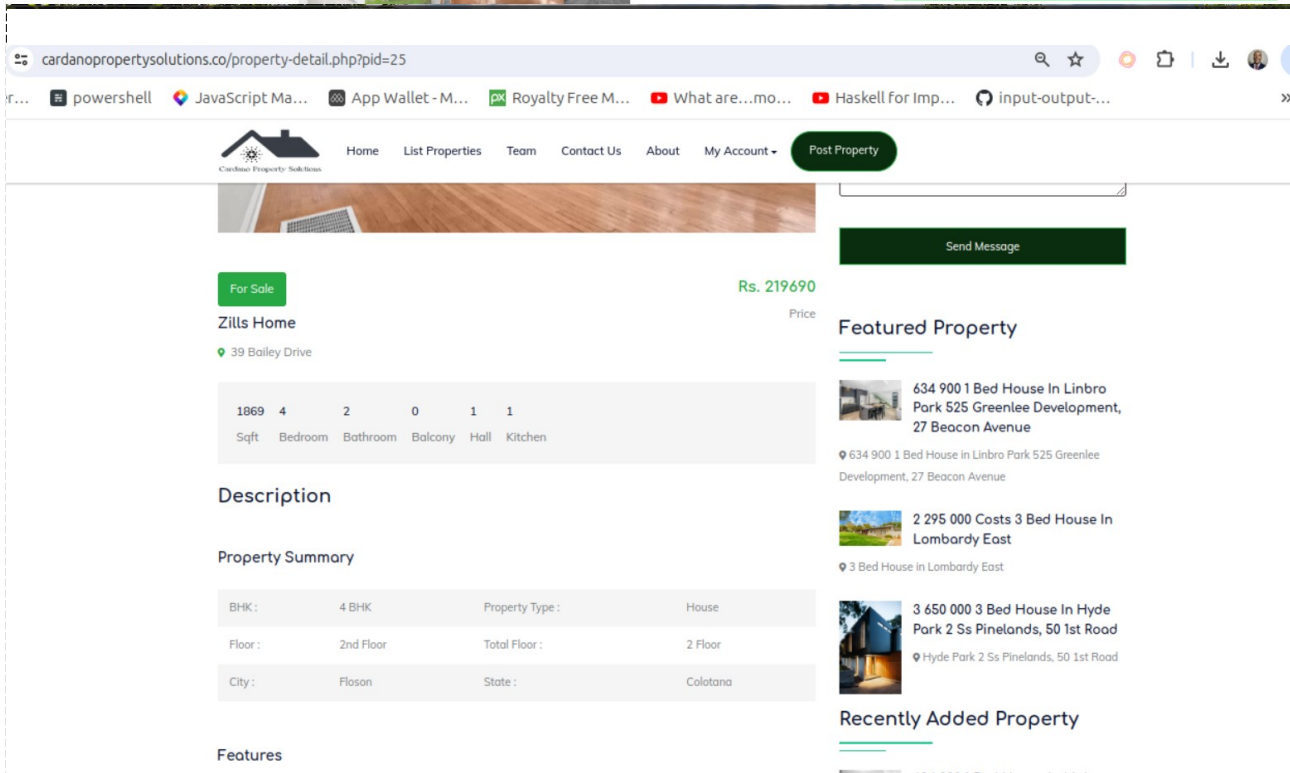 cardanopropertysolutions.co/property-detail.php?pid=25
powershell JavaScript Ma... App Wallet - M... Royalty Free M... What are...mo... Haskell for Imp... input-output-... »
Cardano Property Solutions
Home List Properties Team Contact Us About My Account Post Property
Send Message
For Sale
Rs. 219690
Price
Zills Home
39 Bailey Drive
1869 4 2 0 1 1
Sqft Bedroom Bathroom Balcony Hall Kitchen
Description
Property Summary
BHK : 4 BHK Property Type : House
Floor : 2nd Floor Total Floor : 2 Floor
City : Floson State : Colotana
Features
Featured Property
634 900 1 Bed House In Linbro
Park 525 Greenlee Development,
27 Beacon Avenue
634 900 1 Bed House in Linbro Park 525 Greenlee
Development, 27 Beacon Avenue
2 295 000 Costs 3 Bed House In
Lombardy East
3 Bed House in Lombardy East
3 650 000 3 Bed House In Hyde
Park 2 Ss Pinelands, 50 1st Road
Hyde Park 2 Ss Pinelands, 50 1st Road
Recently Added Property